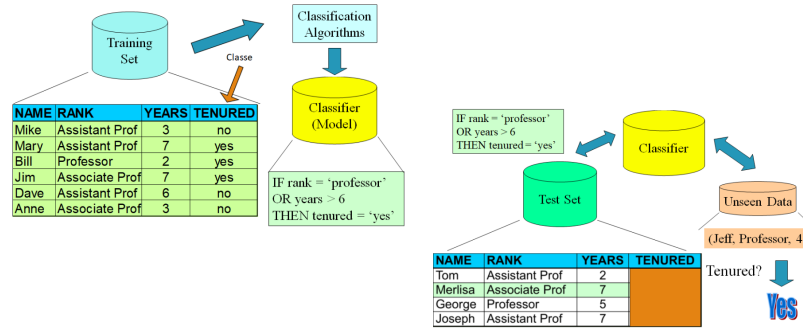 Training
Set
Classification
Algorithms
Classe
NAME RANK YEARS TENURED
Mike Assistant Prof 3 no
Mary Assistant Prof 7 yes
Bill Professor 2 yes
Jim Associate Prof 7 yes
Dave Assistant Prof 6 no
Anne Associate Prof 3 no
Classifier
(Model)
IF rank = ‘professor’
OR years > 6
THEN tenured = ‘yes’
IF rank = ‘professor’
OR years > 6
THEN tenured = ‘yes’
Classifier
Test Set
Unseen Data
(Jeff, Professor, 4
NAME RANK YEARS TENURED
Tom Assistant Prof 2
Merlisa Associate Prof 7
George Professor 5
Joseph Assistant Prof 7
Tenured?
Yes